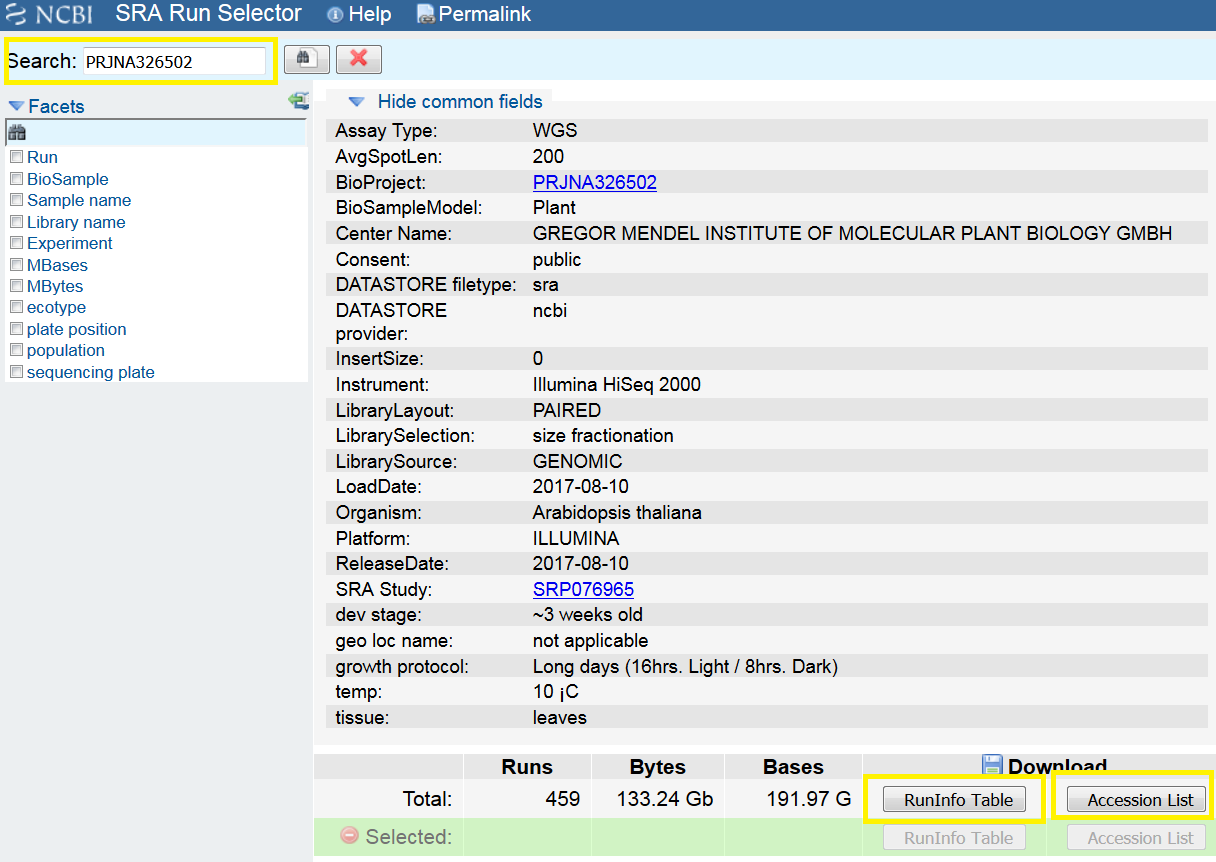 NCBI SRA Run Selector Help Permalink
Search: PRJNA326502
Facets
Run
BioSample
Sample name
Library name
Experiment
MBases
MBytes
ecotype
plate position
population
sequencing plate
Hide common fields
Assay Type: WGS
AvgSpotLen: 200
BioProject: PRJNA326502
BioSampleModel: Plant
Center Name: GREGOR MENDEL INSTITUTE OF MOLECULAR PLANT BIOLOGY GMBH
Consent: public
DATASTORE filetype: sra
DATASTORE ncbi
provider:
InsertSize: 0
Instrument: Illumina HiSeq 2000
LibraryLayout: PAIRED
LibrarySelection: size fractionation
LibrarySource: GENOMIC
LoadDate: 2017-08-10
Organism: Arabidopsis thaliana
Platform: ILLUMINA
ReleaseDate: 2017-08-10
SRA Study: SRP076965
dev stage: ~3 weeks old
geo loc name: not applicable
growth protocol: Long days (16hrs. Light / 8hrs. Dark)
temp: 10 ¡C
tissue: leaves
Runs Bytes Bases Download
Total: 459 133.24 Gb 191.97 G RunInfo Table Accession List
Selected: RunInfo Table Accession List